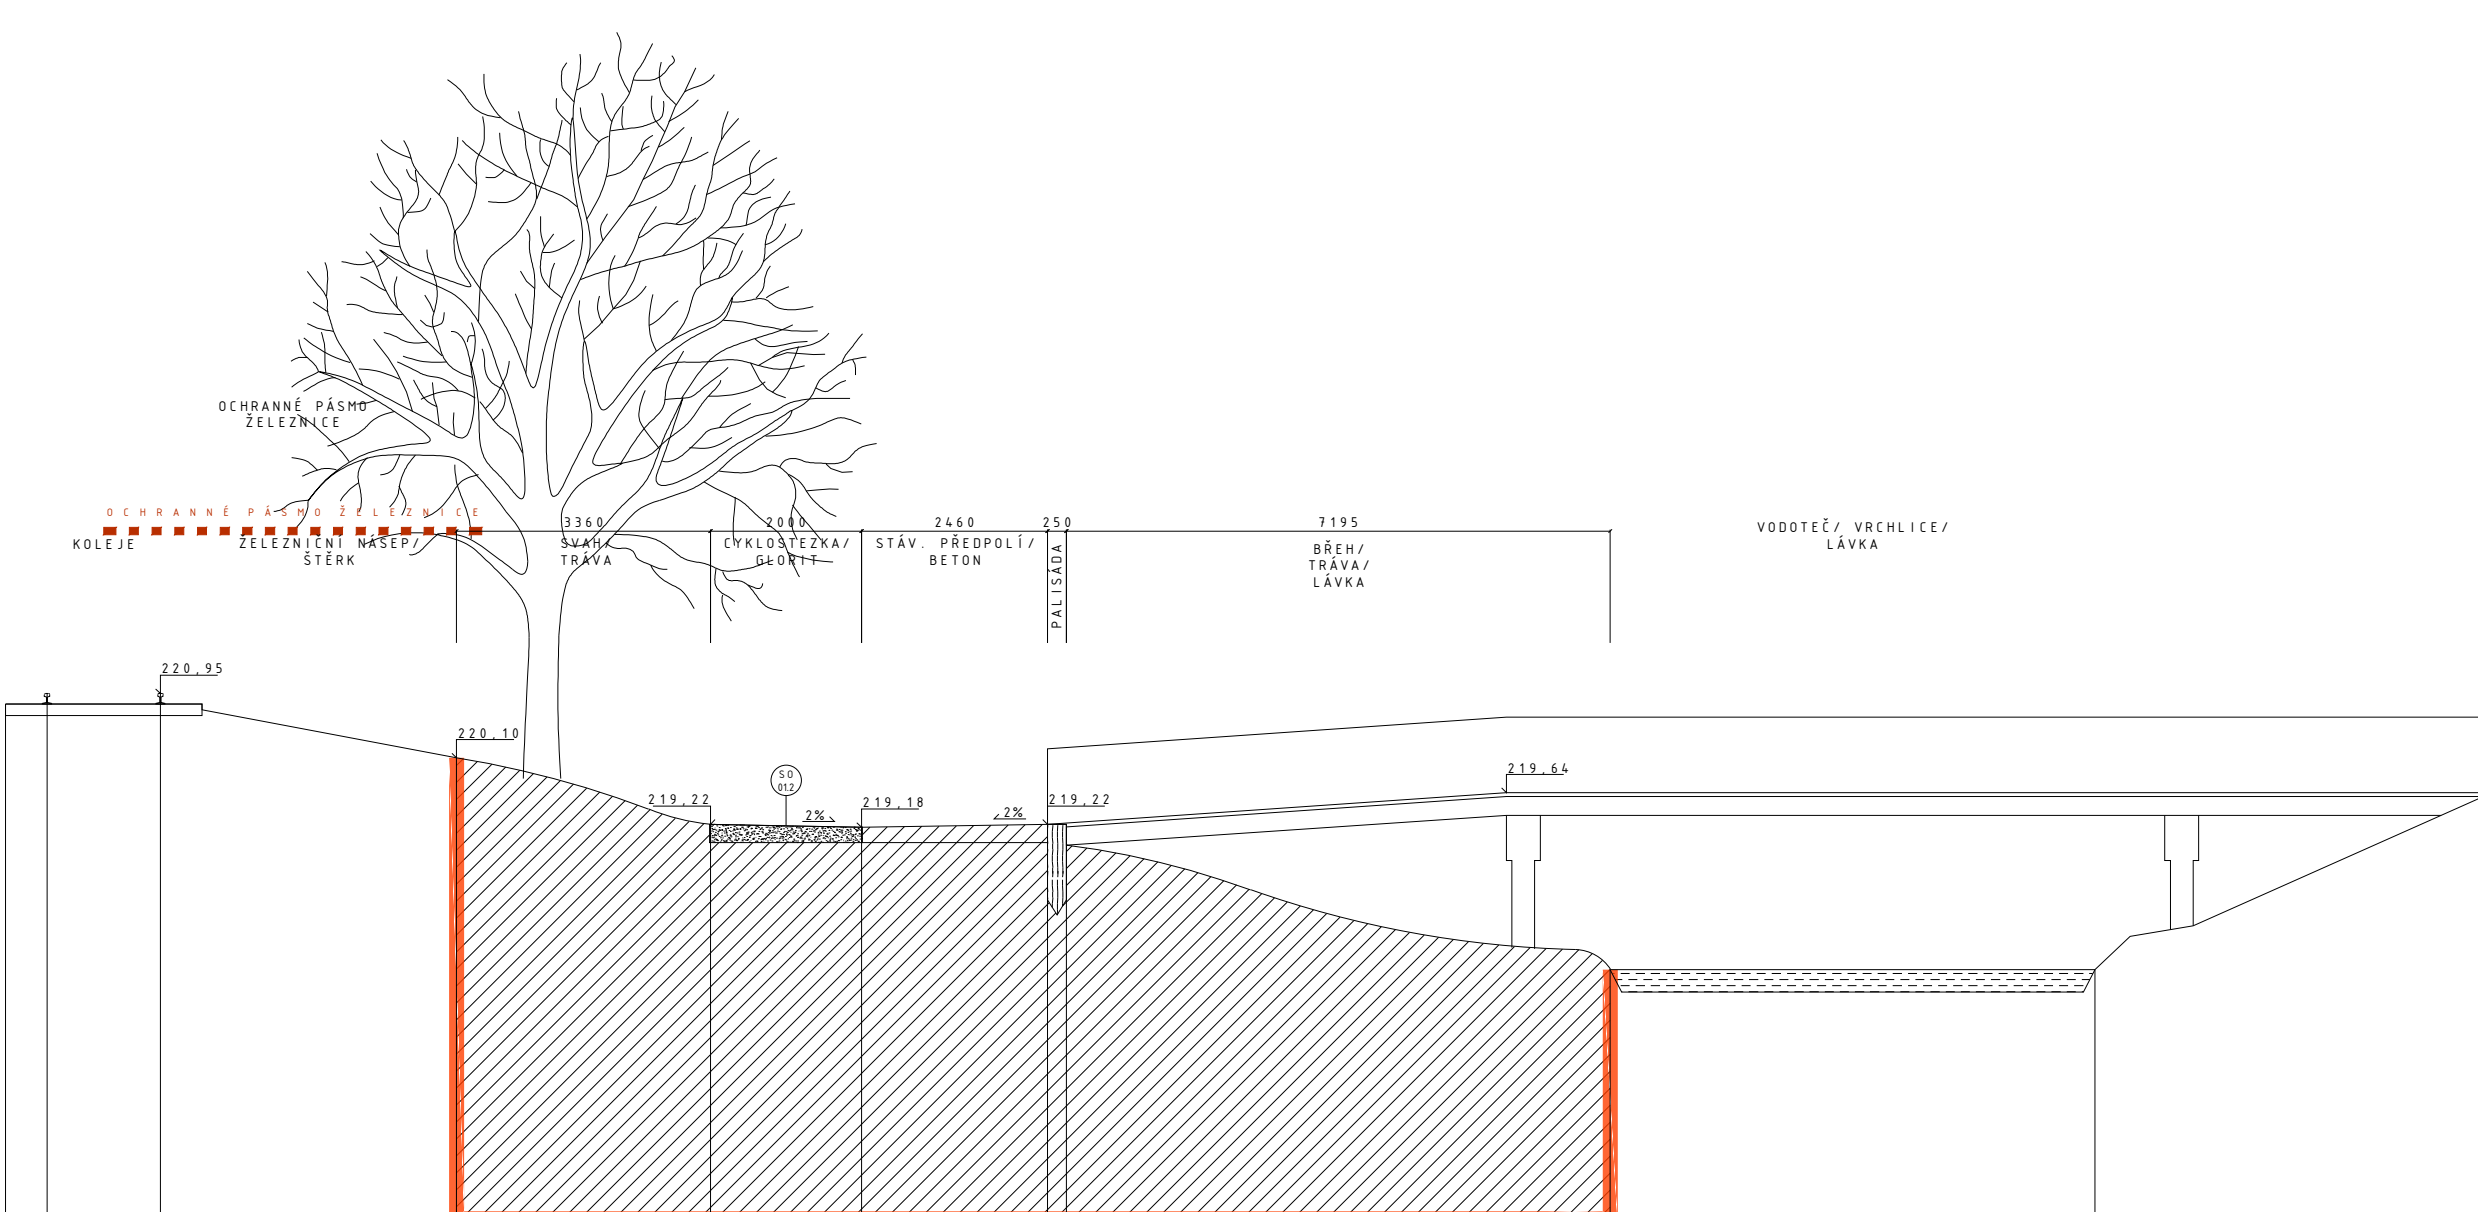 OCHRANNÉ PÁSMO
ŽELEZNICE
OCHRANNÉ PÁSMO ŽELEZNICE
3360
2000
2460
250
7195
KOLEJE
ŽELEZNIČNÍ NÁSEP/
ŠTĚRK
SVAH/
TRÁVA
CYKLOSTEZKA/
GLORIT
STÁV. PŘEDPOLÍ/
BETON
PALISÁDA
BŘEH/
TRÁVA/
LÁVKA
VODOTEČ/ VRCHLICE/
LÁVKA
220,95
220,10
219,22
SO
01.2
2%
219,18
2%
219,22
219,64